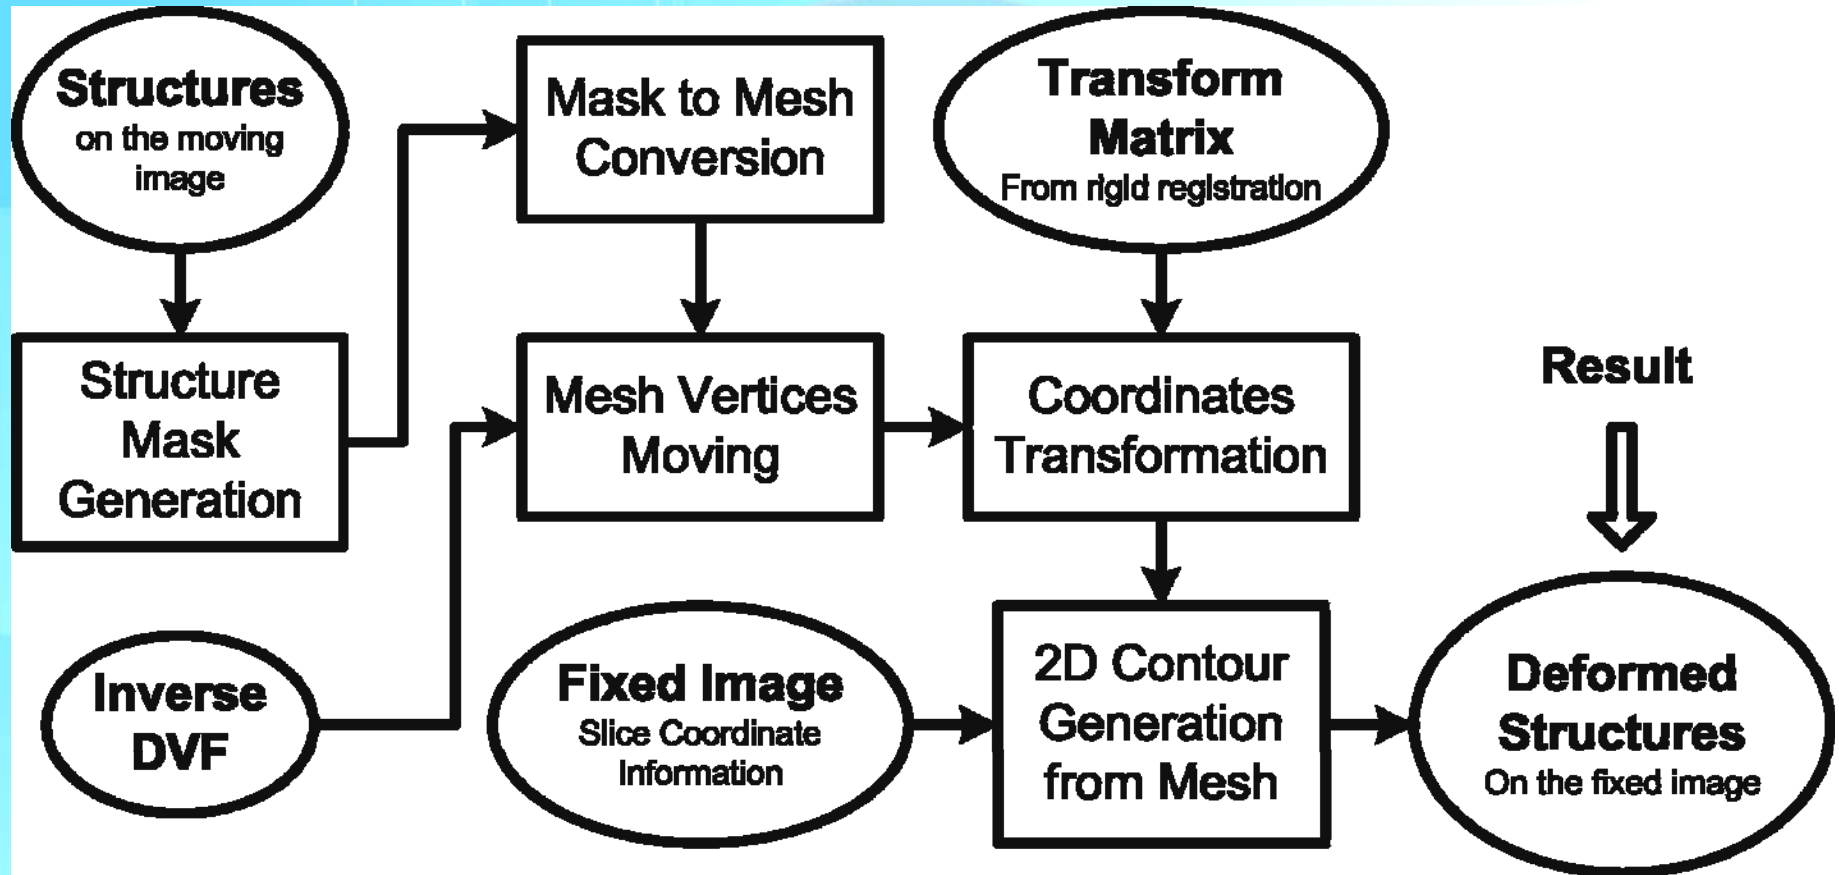 Structures
on the moving
image
Mask to Mesh
Conversion
Transform
Matrix
From rigid registration
Structure
Mask
Generation
Mesh Vertices
Moving
Coordinates
Transformation
Result
Inverse
DVF
Fixed Image
Slice Coordinate
Information
2D Contour
Generation
from Mesh
Deformed
Structures
On the fixed image